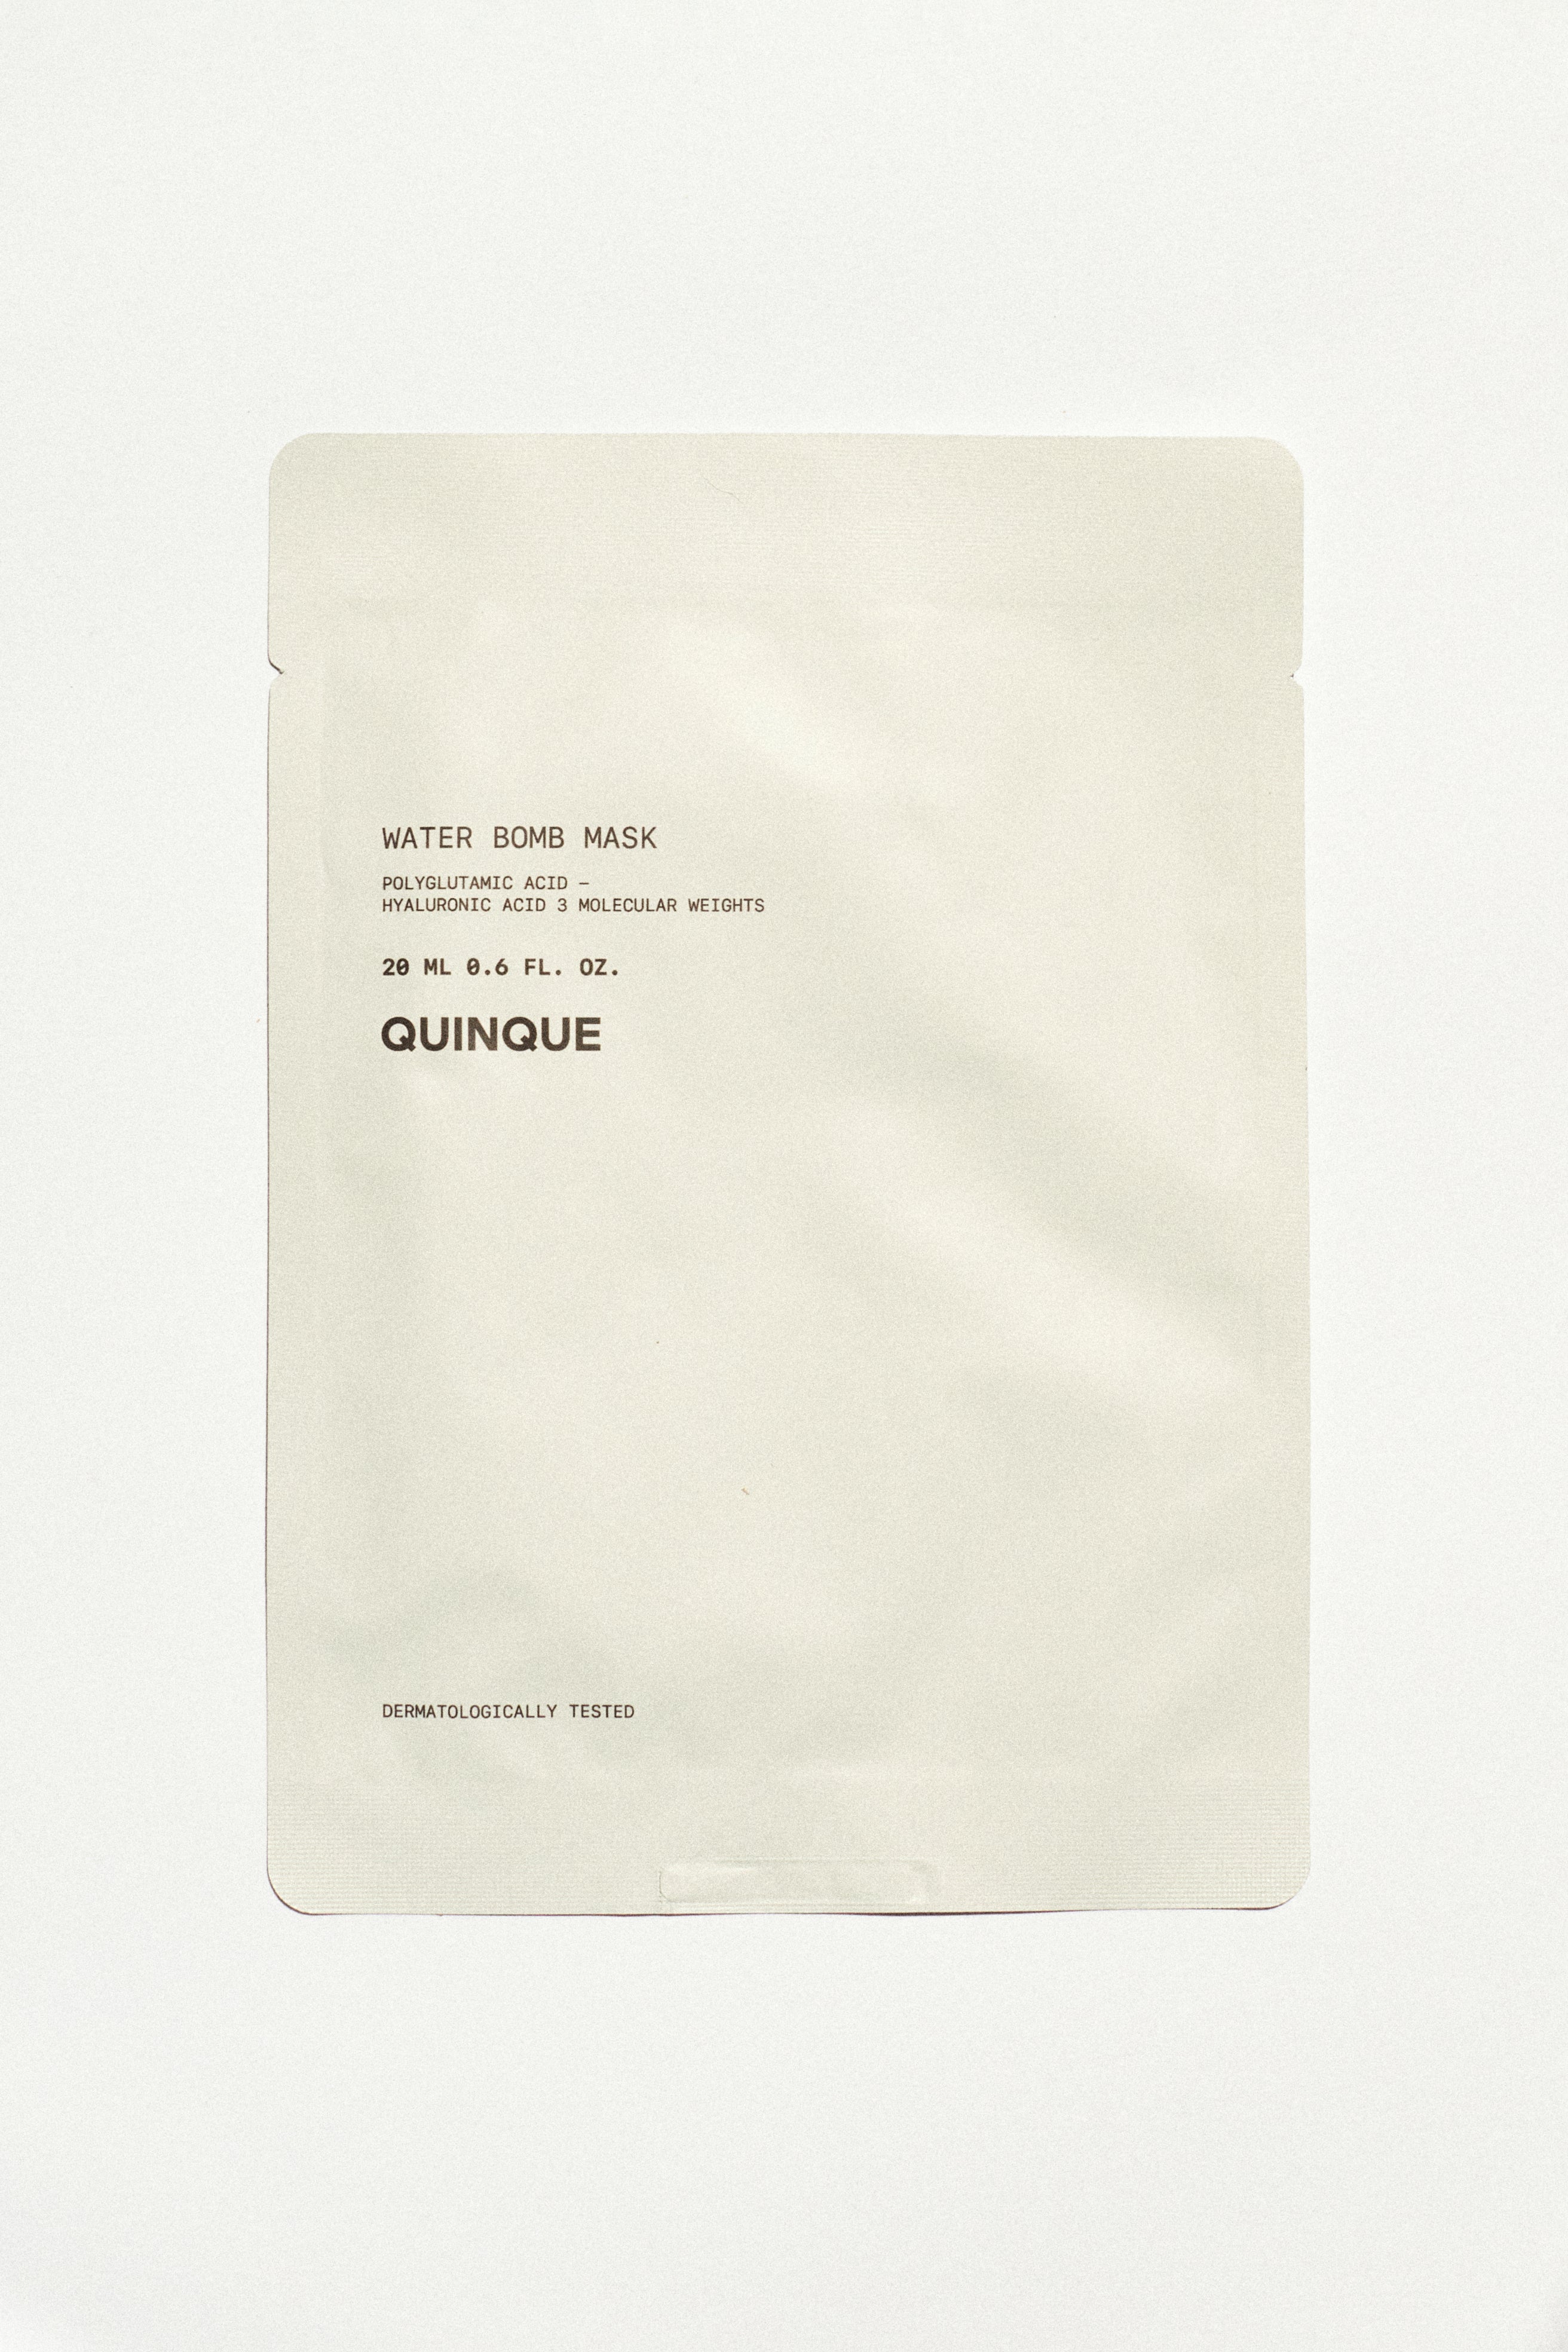 WATER BOMB MASK
POLYGLUTAMIC ACID –
HYALURONIC ACID 3 MOLECULAR WEIGHTS
20 ML 0.6 FL. OZ.
QUINQUE
DERMATOLOGICALLY TESTED